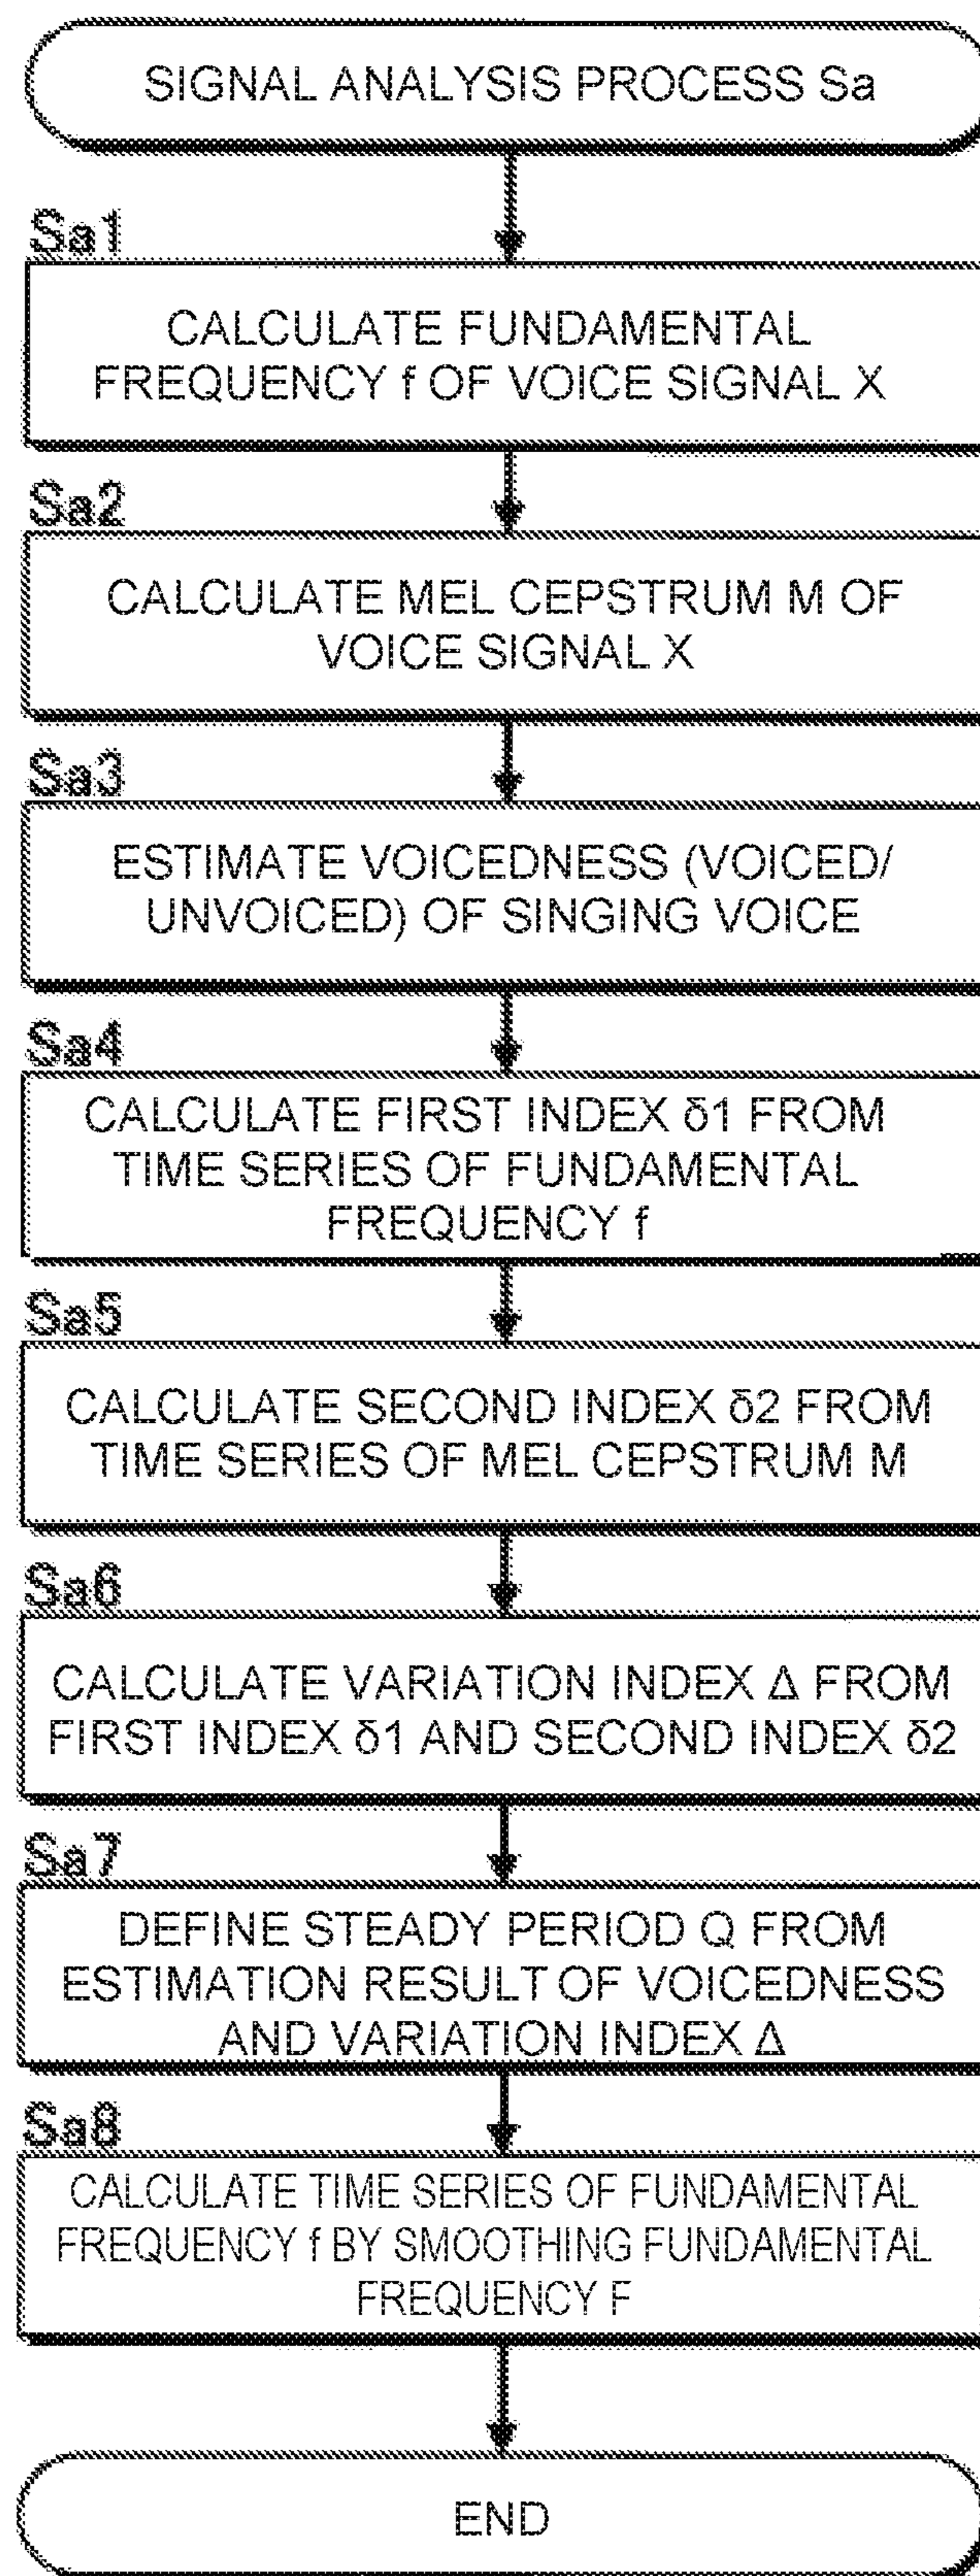 SIGNAL ANALYSIS PROCESS Sa
Sa1
CALCULATE FUNDAMENTAL
FREQUENCY f OF VOICE SIGNAL X
Sa2
CALCULATE MEL CEPSTRUM M OF
VOICE SIGNAL X
Sa3
ESTIMATE VOICEDNESS (VOICED/
UNVOICED) OF SINGING VOICE
Sa4
CALCULATE FIRST INDEX δ1 FROM
TIME SERIES OF FUNDAMENTAL
FREQUENCY f
Sa5
CALCULATE SECOND INDEX δ2 FROM
TIME SERIES OF MEL CEPSTRUM M
Sa6
CALCULATE VARIATION INDEX Δ FROM
FIRST INDEX δ1 AND SECOND INDEX δ2
Sa7
DEFINE STEADY PERIOD Q FROM
ESTIMATION RESULT OF VOICEDNESS
AND VARIATION INDEX Δ
Sa8
CALCULATE TIME SERIES OF FUNDAMENTAL
FREQUENCY f BY SMOOTHING FUNDAMENTAL
FREQUENCY F
END